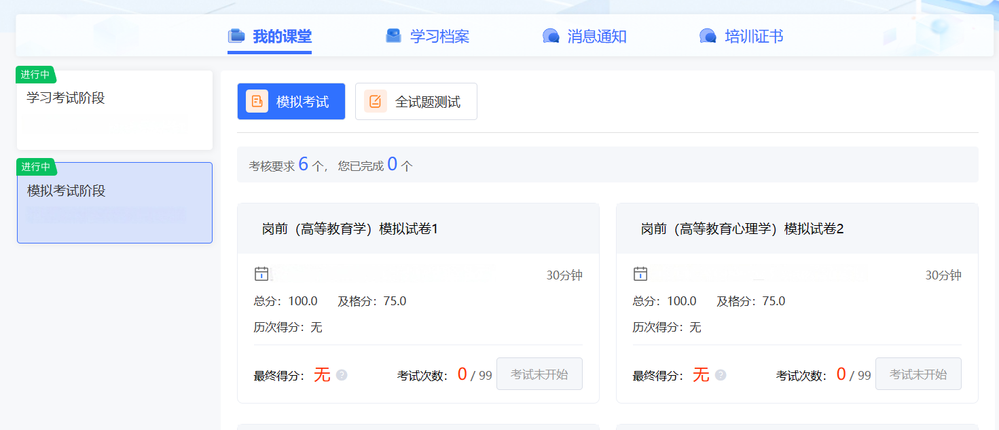 我的课堂 学习档案 消息通知 培训证书
进行中
学习考试阶段
进行中
模拟考试阶段
模拟考试 全试题测试
考核要求 6 个， 您已完成 0 个
岗前（高等教育学）模拟试卷1
30分钟
总分：100.0 及格分：75.0
历次得分：无
最终得分： 无 ? 考试次数： 0 / 99 考试未开始
岗前（高等教育心理学）模拟试卷2
30分钟
总分：100.0 及格分：75.0
历次得分：无
最终得分： 无 ? 考试次数： 0 / 99 考试未开始